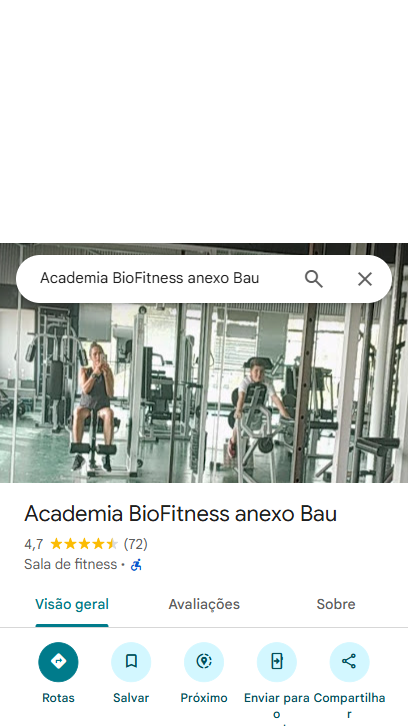 Academia BioFitness anexo Bau
Academia BioFitness anexo Bau
4,7 (72)
Sala de fitness ·
Visão geral Avaliações Sobre
Rotas Salvar Próximo Enviar para o Compartilhar